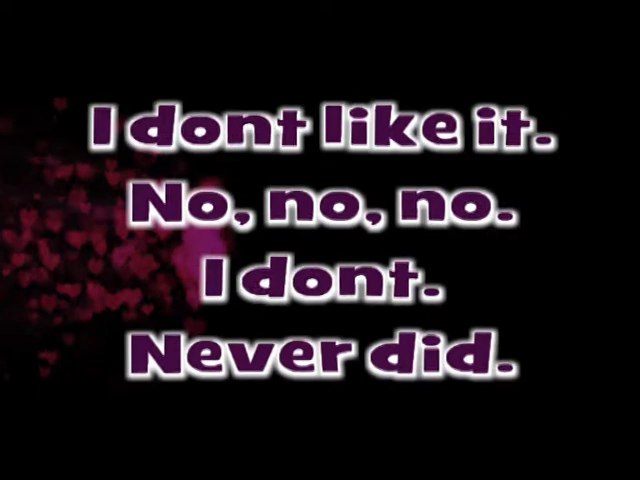 I dont like it.
No, no, no.
I dont.
Never did.